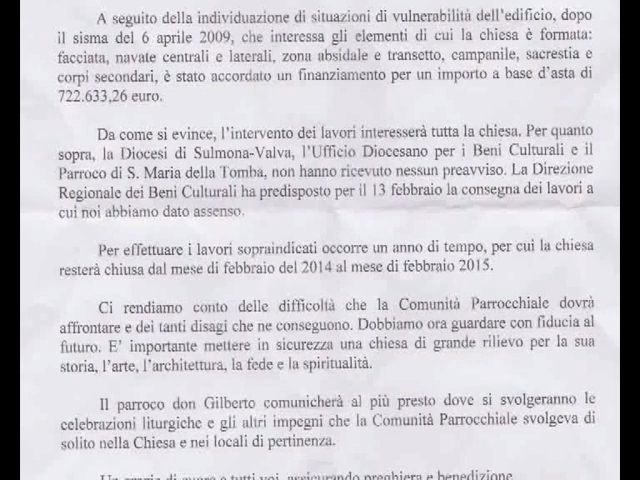 A seguito della individuazione di situazioni di vulnerabilità dell'edificio, dopo
il sisma del 6 aprile 2009, che interessa gli elementi di cui la chiesa è formata:
facciata, navate centrali e laterali, zona absidale e transetto, campanile, sacrestia e
corpi secondari, è stato accordato un finanziamento per un importo a base d'asta di
722.633,26 euro.
Da come si evince, l'intervento dei lavori interesserà tutta la chiesa. Per quanto
sopra, la Diocesi di Sulmona-Valva, l'Ufficio Diocesano per i Beni Culturali e il
Parroco di S. Maria della Tomba, non hanno ricevuto nessun preavviso. La Direzione
Regionale dei Beni Culturali ha predisposto per il 13 febbraio la consegna dei lavori a
cui noi abbiamo dato assenso.
Per effettuare i lavori sopraindicati occorre un anno di tempo, per cui la chiesa
resterà chiusa dal mese di febbraio del 2014 al mese di febbraio 2015.
Ci rendiamo conto delle difficoltà che la Comunità Parrocchiale dovrà
affrontare e dei tanti disagi che ne conseguono. Dobbiamo ora guardare con fiducia al
futuro. E' importante mettere in sicurezza una chiesa di grande rilievo per la sua
storia, l'arte, l'architettura, la fede e la spiritualità.
Il parroco don Gilberto comunicherà al più presto dove si svolgeranno le
celebrazioni liturgiche e gli altri impegni che la Comunità Parrocchiale svolgeva di
solito nella Chiesa e nei locali di pertinenza.
Un grazie di cuore a tutti voi, assicurando preghiera e benedizione